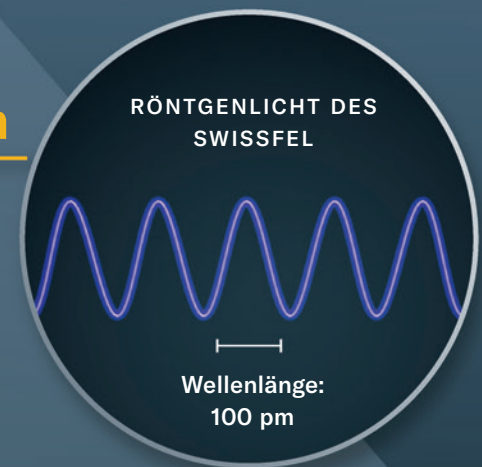 n
RÖNTGENLICHT DES
SWISSFEL
Wellenlänge:
100 pm